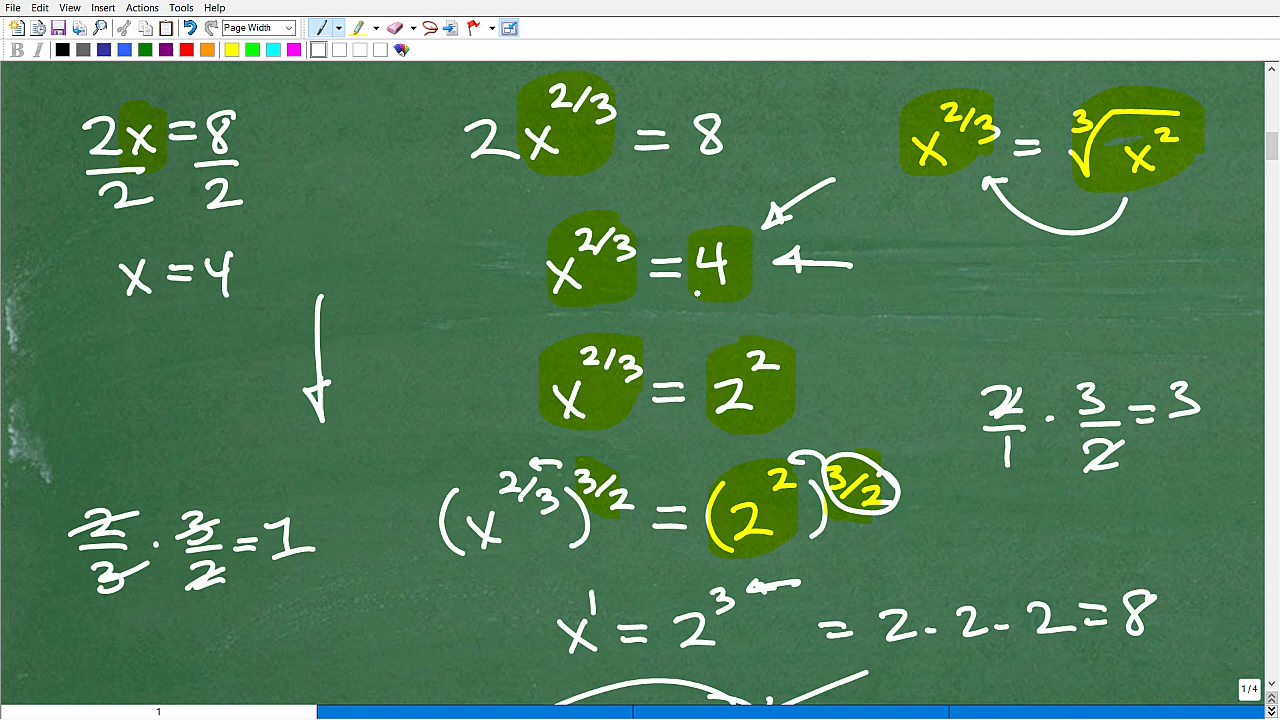 File Edit View Insert Actions Tools Help
Page Width
B I
2x = 8
2 2
x = 4
2x^2/3 = 8
x^2/3 = ∛x²
x^2/3 = 4
x^2/3 = 2²
2/1 · 3/2 = 3
(x^2/3)^3/2 = (2²)^3/2
2/3 · 3/2 = 1
x¹ = 2³ = 2 · 2 · 2 = 8
1/4
1